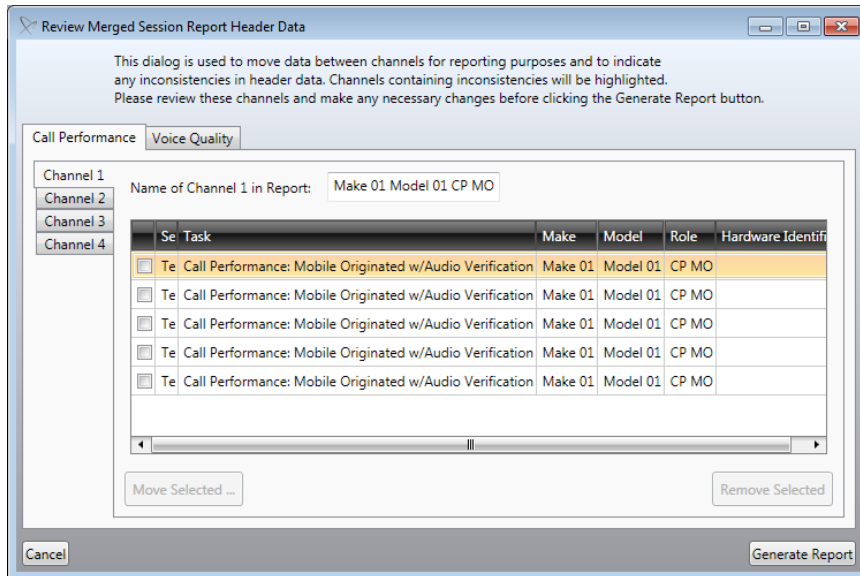 Review Merged Session Report Header Data
This dialog is used to move data between channels for reporting purposes and to indicate
any inconsistencies in header data. Channels containing inconsistencies will be highlighted.
Please review these channels and make any necessary changes before clicking the Generate Report button.
Call Performance Voice Quality
Channel 1
Channel 2
Channel 3
Channel 4
Name of Channel 1 in Report: Make 01 Model 01 CP MO
Se Task Make Model Role Hardware Identifi
Te Call Performance: Mobile Originated w/Audio Verification Make 01 Model 01 CP MO
Te Call Performance: Mobile Originated w/Audio Verification Make 01 Model 01 CP MO
Te Call Performance: Mobile Originated w/Audio Verification Make 01 Model 01 CP MO
Te Call Performance: Mobile Originated w/Audio Verification Make 01 Model 01 CP MO
Te Call Performance: Mobile Originated w/Audio Verification Make 01 Model 01 CP MO
Move Selected ... Remove Selected
Cancel Generate Report